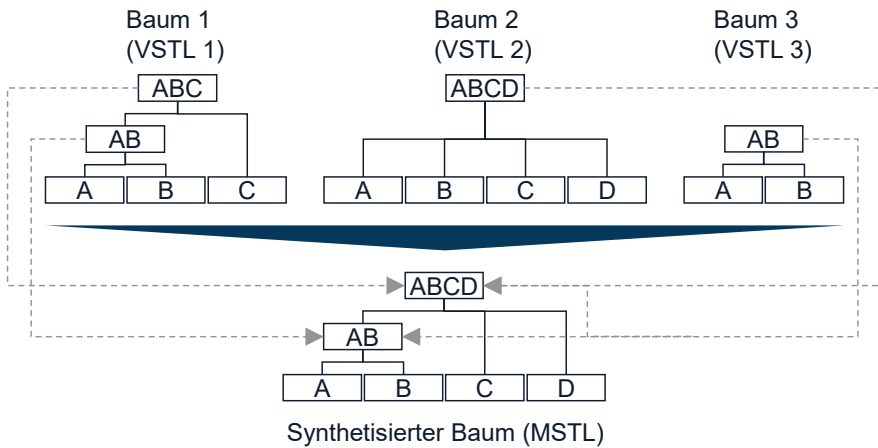 Baum 1
(VSTL 1)
Baum 2
(VSTL 2)
Baum 3
(VSTL 3)
ABC
ABCD
AB
AB
A B C
A B C D
A B
ABCD
AB
A B C D
Synthetisierter Baum (MSTL)